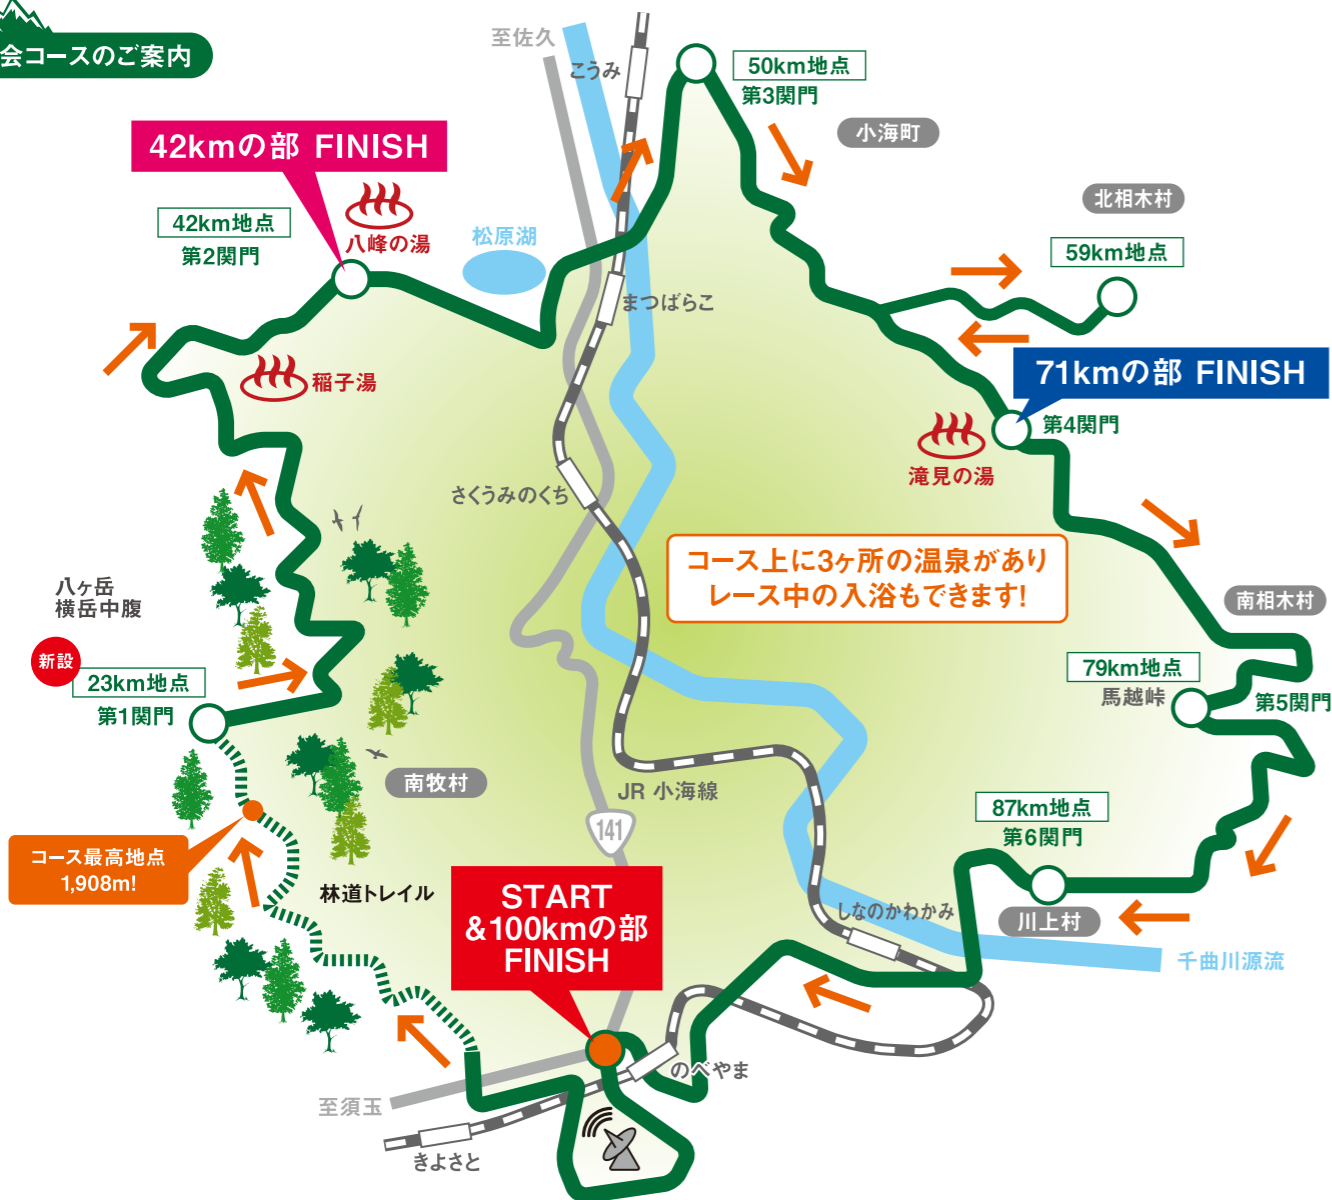 会コースのご案内
至佐久
こうみ
50km地点
第3関門
小海町
42kmの部 FINISH
42km地点
第2関門
八峰の湯
松原湖
北相木村
59km地点
まつばらこ
稲子湯
71kmの部 FINISH
第4関門
滝見の湯
さくうみのくち
コース上に3ヶ所の温泉があり
レース中の入浴もできます!
八ヶ岳
横岳中腹
南相木村
新設
23km地点
第1関門
79km地点
馬越峠
第5関門
南牧村
JR 小海線
141
87km地点
第6関門
コース最高地点
1,908m!
林道トレイル
START
&100kmの部
FINISH
しなのかわかみ
川上村
千曲川源流
のべやま
至須玉
きよさと